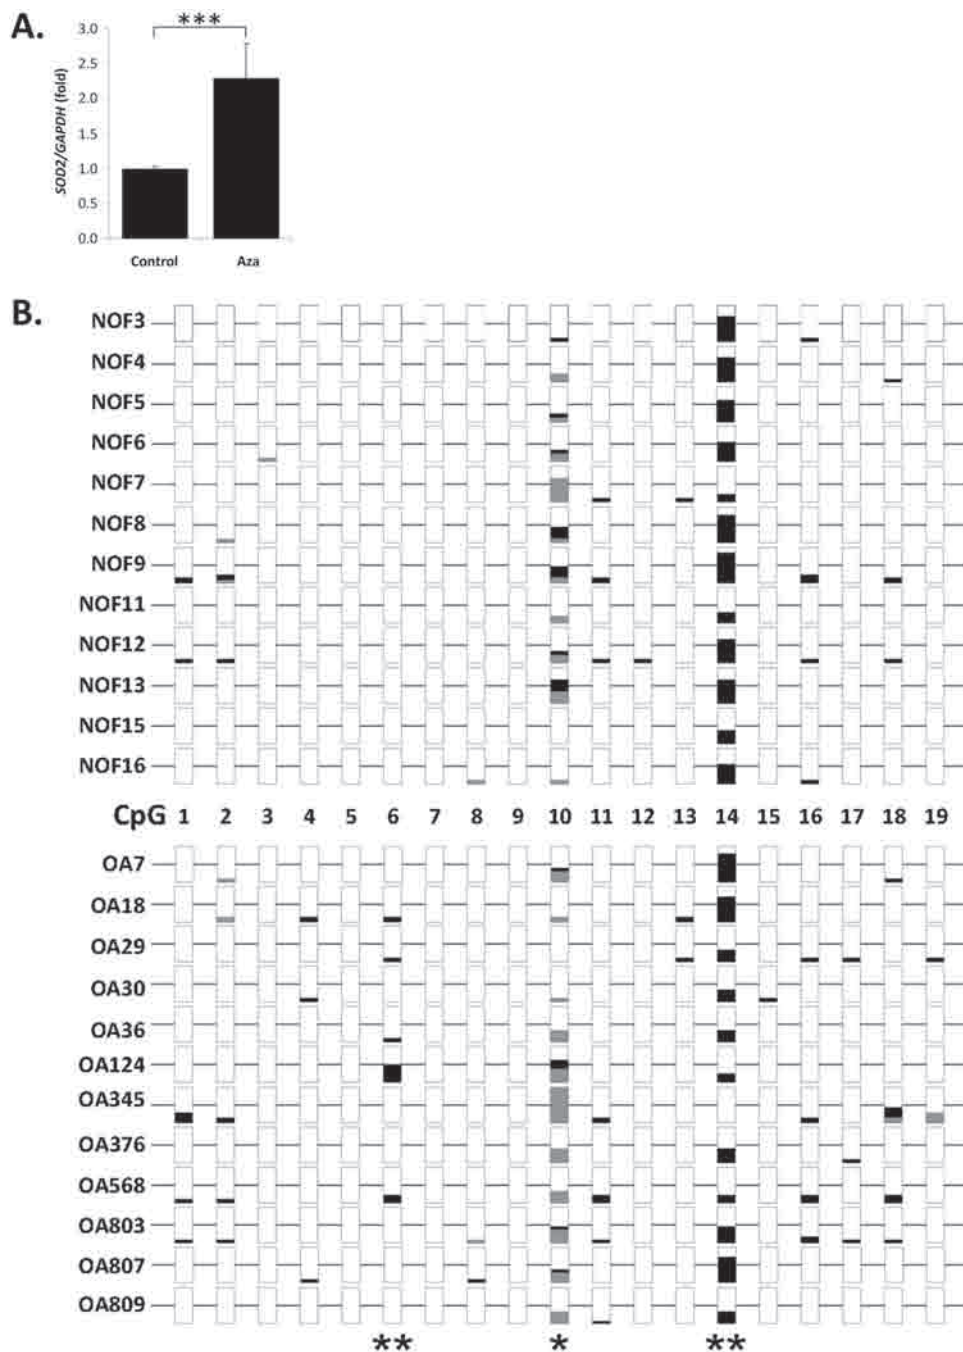 A.
***
3.0
2.5
2.0
1.5
1.0
0.5
0.0
SOD2/GAPDH (fold)
Control Aza
B.
NOF3
NOF4
NOF5
NOF6
NOF7
NOF8
NOF9
NOF11
NOF12
NOF13
NOF15
NOF16
CpG 1 2 3 4 5 6 7 8 9 10 11 12 13 14 15 16 17 18 19
OA7
OA18
OA29
OA30
OA36
OA124
OA345
OA376
OA568
OA803
OA807
OA809
** * **